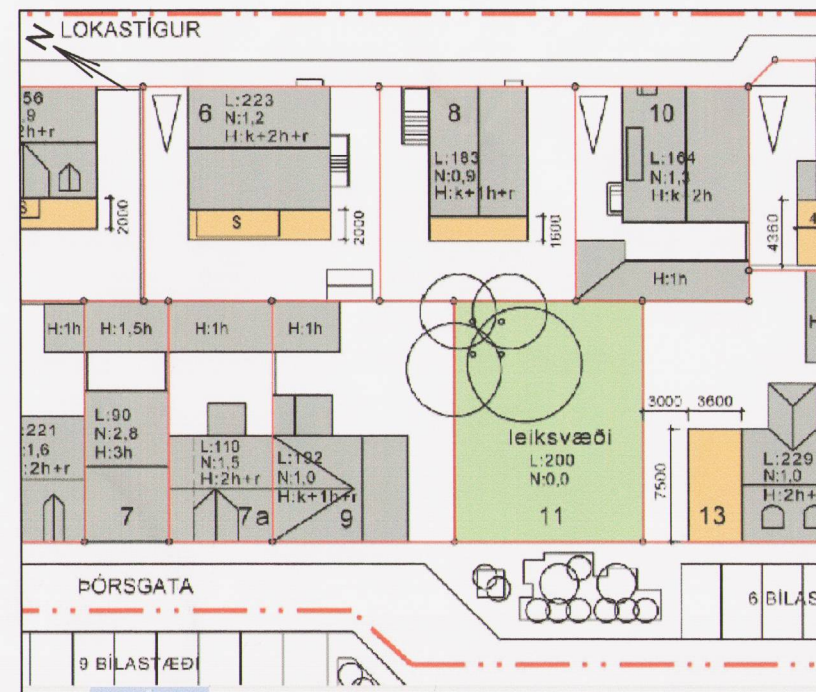 LOKASTÍGUR
N
56
2h+r
S
2000
6
L:223
N:1,2
H:k+2h+r
S
2000
8
L:183
N:0,9
H:k+1h+r
1600
10
L:164
N:1,3
H:k+2h
4360
4
H:1h
H:1h
H:1,5h
H:1h
H:1h
H
:221
:1,6
:2h+r
L:90
N:2,8
H:3h
7
L:110
N:1,5
H:2h+r
7a
L:192
N:1,0
H:k+1h+r
9
leiksvæði
L:200
N:0,0
11
3000
3600
7500
13
L:229
N:1,0
H:2h+
ÞÓRSGATA
6 BÍLAS
9 BÍLASTÆÐI